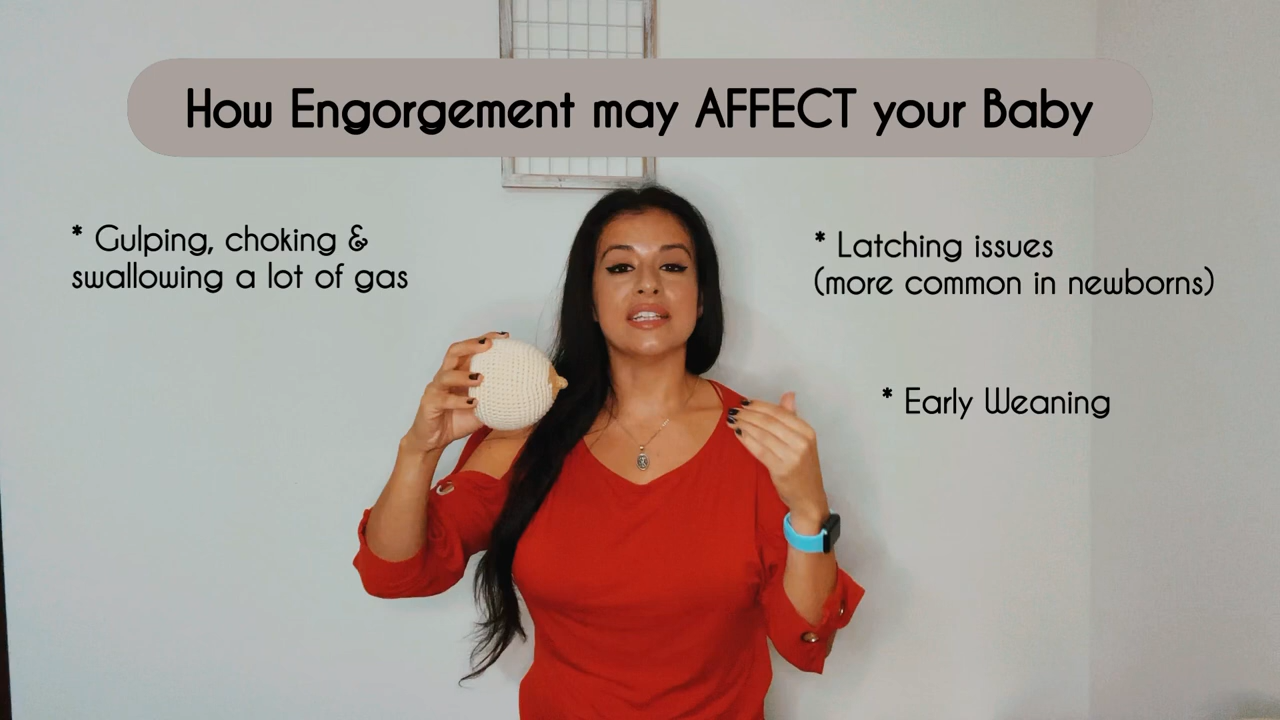 How Engorgement may AFFECT your Baby
* Gulping, choking &
swallowing a lot of gas
* Latching issues
(more common in newborns)
* Early Weaning